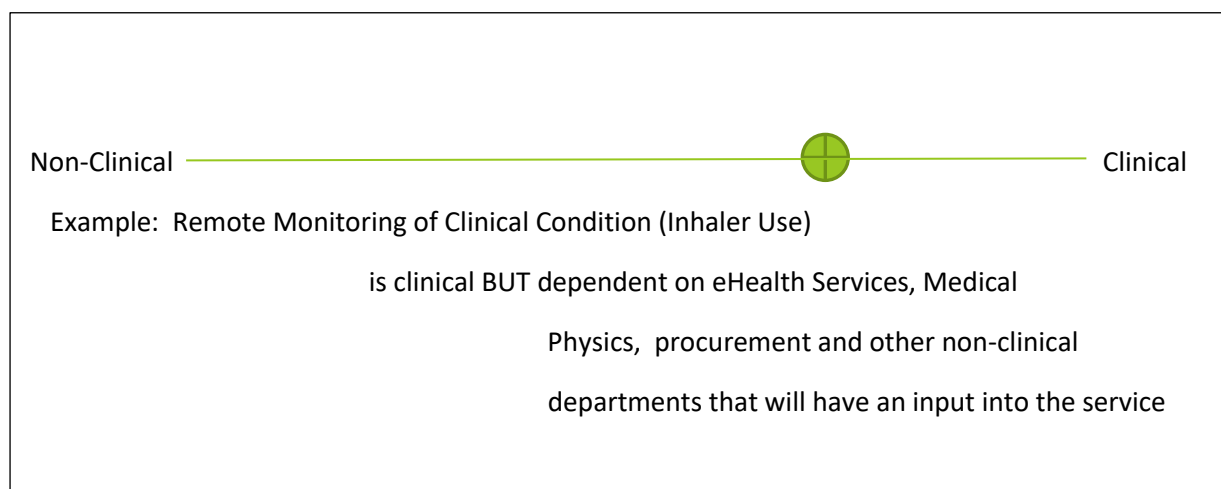 Non-Clinical Clinical
Example:  Remote Monitoring of Clinical Condition (Inhaler Use)
is clinical BUT dependent on eHealth Services, Medical
Physics,  procurement and other non-clinical
departments that will have an input into the service